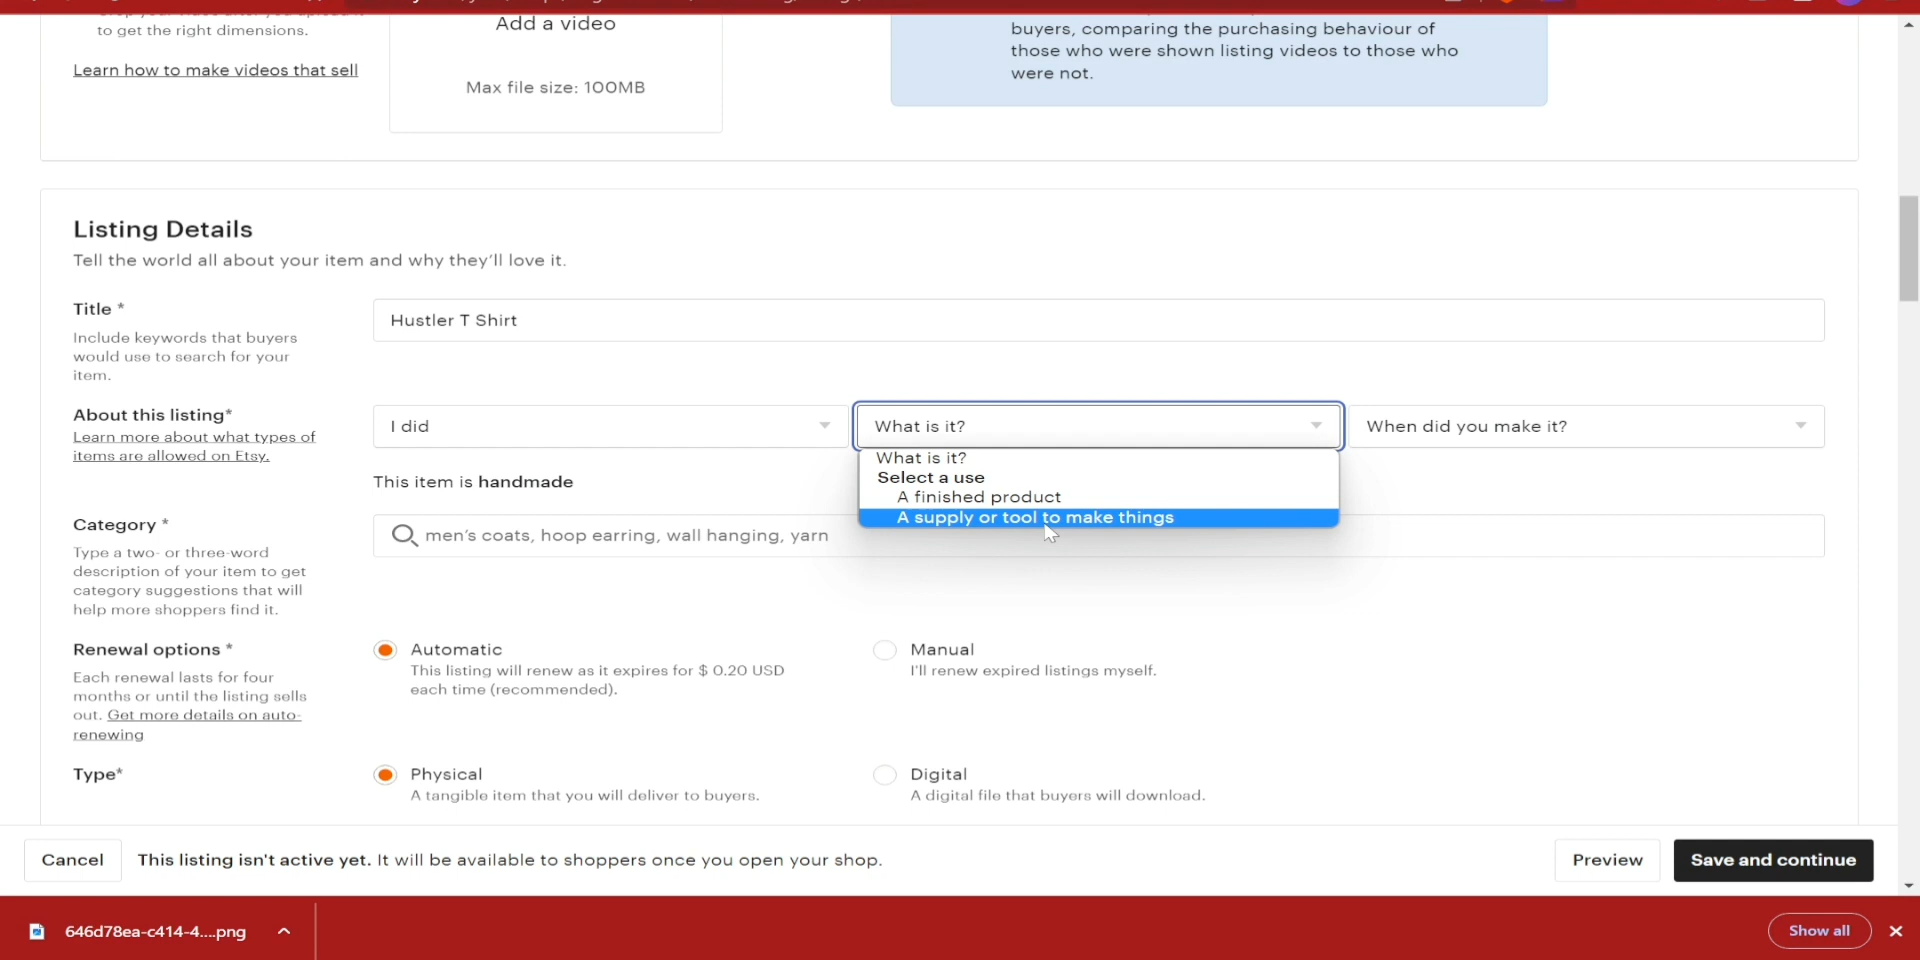 to get the right dimensions.
Learn how to make videos that sell
Add a video
Max file size: 100MB
buyers, comparing the purchasing behaviour of
those who were shown listing videos to those who
were not.
Listing Details
Tell the world all about your item and why they'll love it.
Title *
Include keywords that buyers
would use to search for your
item.
Hustler T Shirt
About this listing*
Learn more about what types of
items are allowed on Etsy.
I did
What is it?
When did you make it?
What is it?
Select a use
A finished product
A supply or tool to make things
This item is handmade
Category *
Type a two- or three-word
description of your item to get
category suggestions that will
help more shoppers find it.
men's coats, hoop earring, wall hanging, yarn
Renewal options *
Each renewal lasts for four
months or until the listing sells
out. Get more details on auto-
renewing
Automatic
This listing will renew as it expires for $ 0.20 USD
each time (recommended).
Manual
I'll renew expired listings myself.
Type*
Physical
A tangible item that you will deliver to buyers.
Digital
A digital file that buyers will download.
Cancel
This listing isn't active yet. It will be available to shoppers once you open your shop.
Preview
Save and continue
646d78ea-c414-4....png
Show all